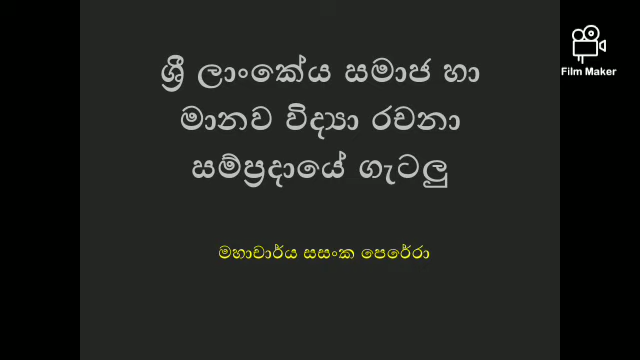 ශ්‍රී ලාංකේය සමාජ හා
මානව විද්‍යා රචනා
සම්ප්‍රදායේ ගැටලු
මහාචාර්ය සසංක පෙරේරා
Film Maker